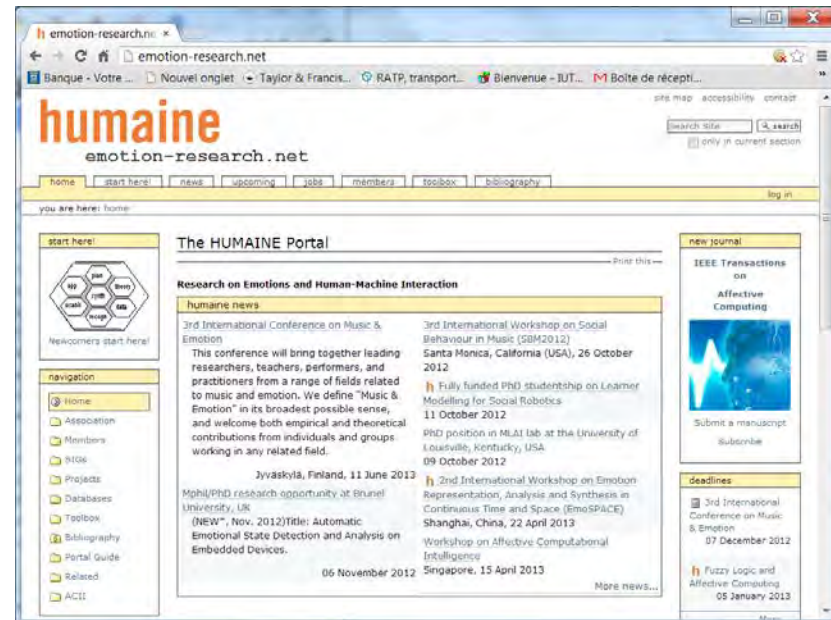 emotion-research.ne
emotion-research.net
Banque - Votre ... Nouvel onglet Taylor & Francis... RATP, transport... Bienvenue - IUT... Boîte de récepti...
site map accessibility contact
humaine
emotion-research.net
search site search
only in current section
home start here! news upcoming jobs members toolbox bibliography
log in
you are here: home
start here!
app
plan
theory
synth
enable
data
recogn
Newcomers start here!
navigation
Home
Association
Members
SIGs
Projects
Databases
Toolbox
Bibliography
Portal Guide
Related
ACII
The HUMAINE Portal
Print this
Research on Emotions and Human-Machine Interaction
humaine news
3rd International Conference on Music &
Emotion
This conference will bring together leading
researchers, teachers, performers, and
practitioners from a range of fields related
to music and emotion. We define "Music &
Emotion" in its broadest possible sense,
and welcome both empirical and theoretical
contributions from individuals and groups
working in any related field.
Jyväskylä, Finland, 11 June 2013
Mphil/PhD research opportunity at Brunel
University, UK
(NEW", Nov. 2012)Title: Automatic
Emotional State Detection and Analysis on
Embedded Devices.
06 November 2012
3rd International Workshop on Social
Behaviour in Music (SBM2012)
Santa Monica, California (USA), 26 October
2012
Fully funded PhD studentship on Learner
Modelling for Social Robotics
11 October 2012
PhD position in MLAI lab at the University of
Louisville, Kentucky, USA
09 October 2012
2nd International Workshop on Emotion
Representation, Analysis and Synthesis in
Continuous Time and Space (EmoSPACE)
Shanghai, China, 22 April 2013
Workshop on Affective Computational
Intelligence
Singapore, 15 April 2013
More news...
new journal
IEEE Transactions
on
Affective
Computing
Submit a manuscript
Subscribe
deadlines
3rd International
Conference on Music
& Emotion
07 December 2012
Fuzzy Logic and
Affective Computing
05 January 2013
More